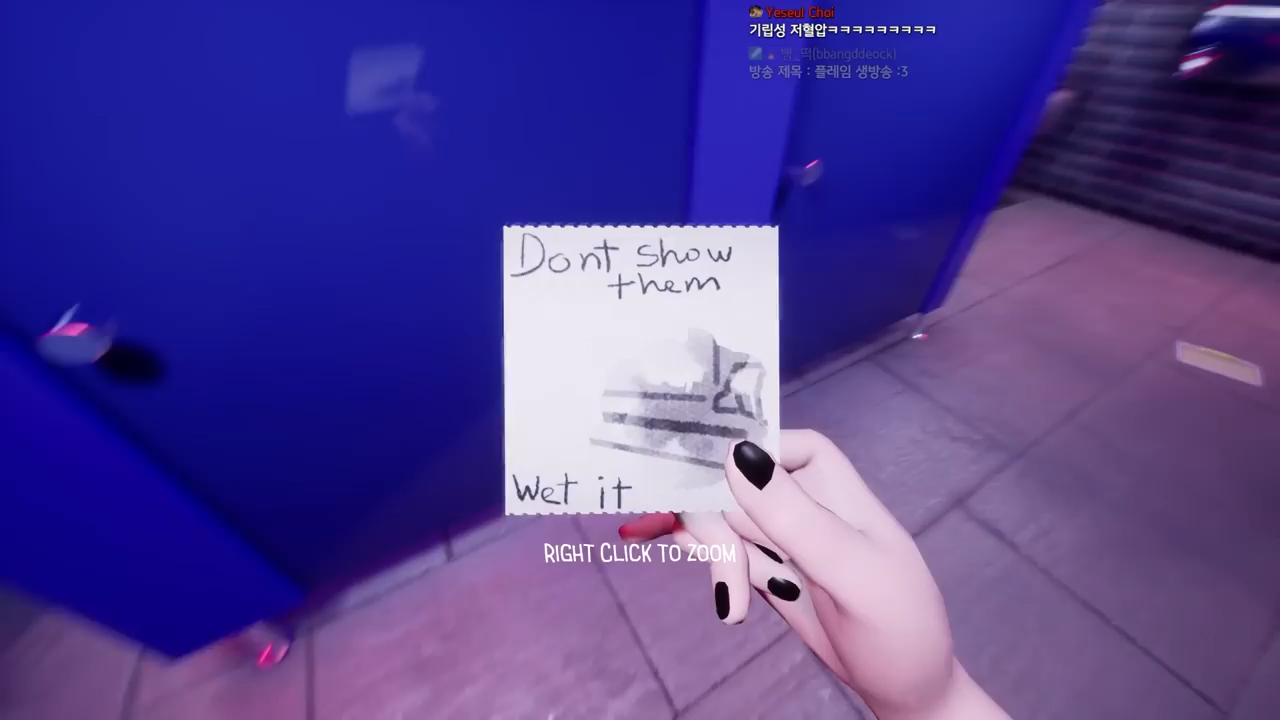 Yeseul Choi
기립성 저혈압ㅋㅋㅋㅋㅋㅋㅋㅋㅋ
(bbangddeock)
방송 제목 : 플레임 생방송 :3
Dont show
them
Wet it
RIGHT CLICK TO ZOOM